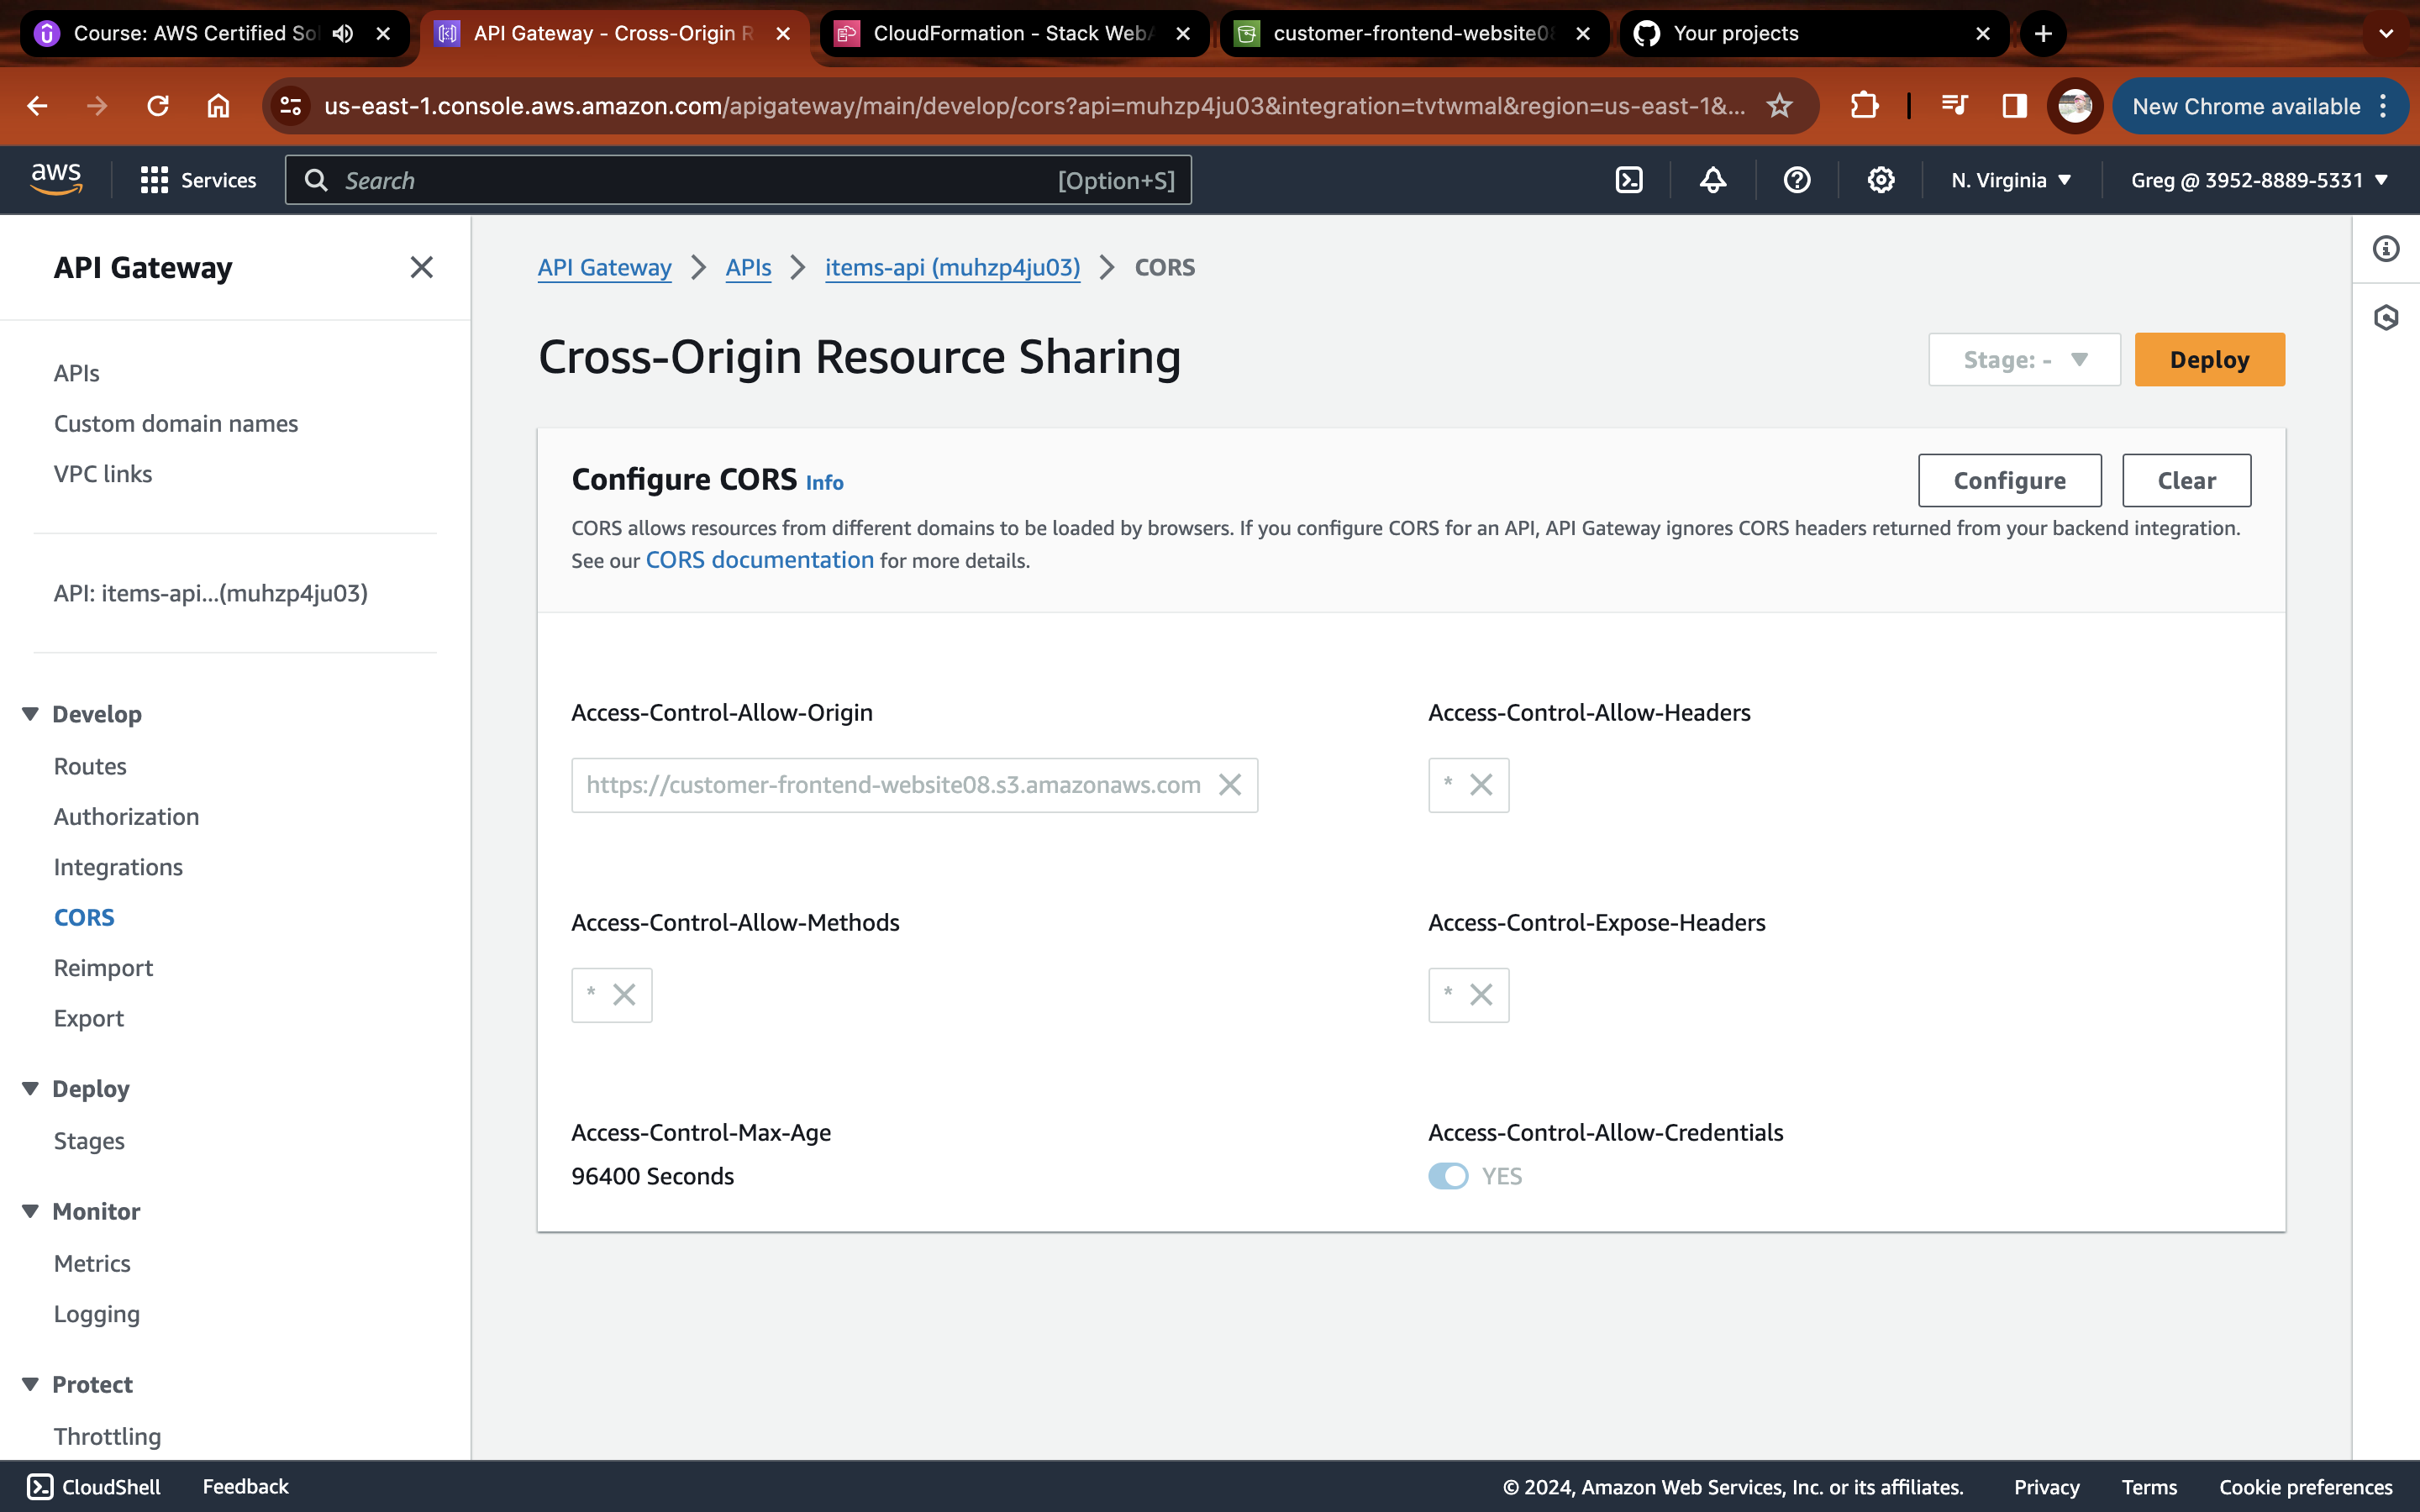 Course: AWS Certified Sol
API Gateway - Cross-Origin R
CloudFormation - Stack WebA
customer-frontend-website08
Your projects
us-east-1.console.aws.amazon.com/apigateway/main/develop/cors?api=muhzp4ju03&integration=tvtwmal&region=us-east-1&...
New Chrome available
aws
Services
Search
[Option+S]
N. Virginia
Greg @ 3952-8889-5331
API Gateway
APIs
Custom domain names
VPC links
API: items-api...(muhzp4ju03)
Develop
Routes
Authorization
Integrations
CORS
Reimport
Export
Deploy
Stages
Monitor
Metrics
Logging
Protect
Throttling
API Gateway > APIs > items-api (muhzp4ju03) > CORS
Cross-Origin Resource Sharing
Stage: -
Deploy
Configure CORS Info
Configure
Clear
CORS allows resources from different domains to be loaded by browsers. If you configure CORS for an API, API Gateway ignores CORS headers returned from your backend integration.
See our CORS documentation for more details.
Access-Control-Allow-Origin
https://customer-frontend-website08.s3.amazonaws.com
Access-Control-Allow-Headers
*
Access-Control-Allow-Methods
*
Access-Control-Expose-Headers
*
Access-Control-Max-Age
96400 Seconds
Access-Control-Allow-Credentials
YES
CloudShell
Feedback
© 2024, Amazon Web Services, Inc. or its affiliates.
Privacy
Terms
Cookie preferences